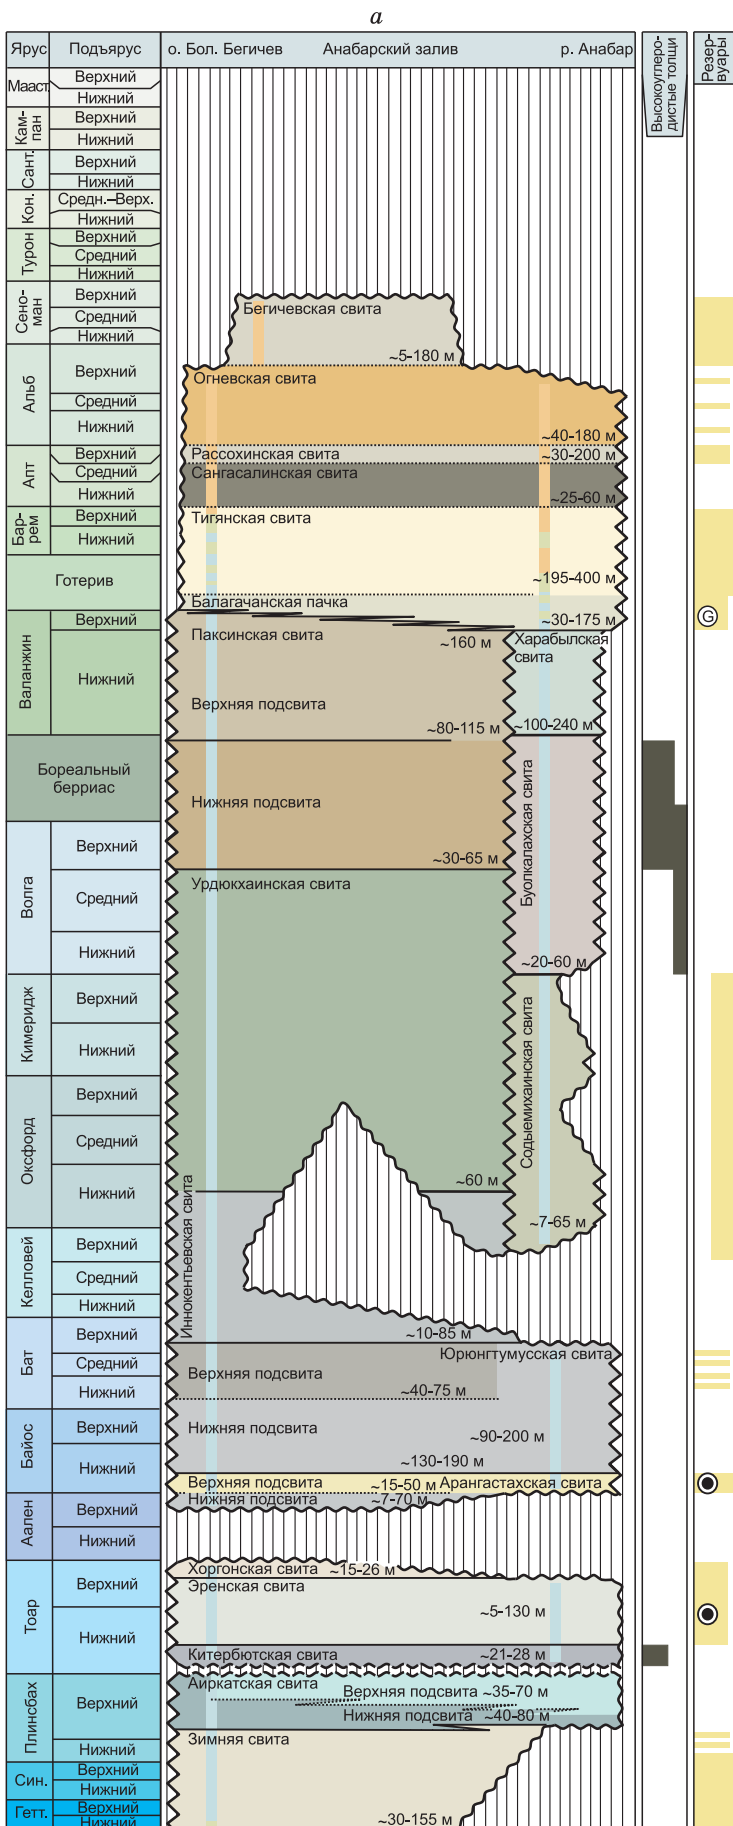 а
Ярус
Подъярус
о. Бол. Бегичев
Анабарский залив
р. Анабар
Высокоуглеро-
дистые толщи
Резер-
вуары
Мааст.
Верхний
Нижний
Кам-
пан
Верхний
Нижний
Сант.
Верхний
Нижний
Кон.
Средн.–Верх.
Нижний
Турон
Верхний
Средний
Нижний
Сено-
ман
Верхний
Средний
Нижний
Бегичевская свита
~5-180 м
Альб
Верхний
Средний
Нижний
Огневская свита
~40-180 м
Апт
Верхний
Средний
Нижний
Рассохинская свита
~30-200 м
Сангасалинская свита
~25-60 м
Бар-
рем
Верхний
Нижний
Тигянская свита
Готерив
~195-400 м
Балагачанская пачка
~30-175 м
G
Валанжин
Верхний
Нижний
Паксинская свита
~160 м
Харабылская
свита
Верхняя подсвита
~80-115 м
~100-240 м
Бореальный
берриас
Нижняя подсвита
~30-65 м
Буолкалахская свита
~20-60 м
Волга
Верхний
Средний
Нижний
Урдюкхаинская свита
~60 м
Кимеридж
Верхний
Нижний
Содыемихаинская свита
~7-65 м
Оксфорд
Верхний
Средний
Нижний
Келловей
Верхний
Средний
Нижний
Иннокентьевская свита
~10-85 м
Бат
Верхний
Средний
Нижний
Юрюнгтумусская свита
Верхняя подсвита
~40-75 м
Байос
Верхний
Нижний
Нижняя подсвита
~90-200 м
~130-190 м
Верхняя подсвита
~15-50 м
Арангастахская свита
Нижняя подсвита
~7-70 м
Аален
Верхний
Нижний
Тоар
Верхний
Нижний
Хоргонская свита
~15-26 м
Эренская свита
~5-130 м
Китербютская свита
~21-28 м
Плинсбах
Верхний
Нижний
Аиркатская свита
Верхняя подсвита
~35-70 м
Нижняя подсвита
~40-80 м
Зимняя свита
~30-155 м
Син.
Верхний
Нижний
Гетт.
Верхний
Нижний